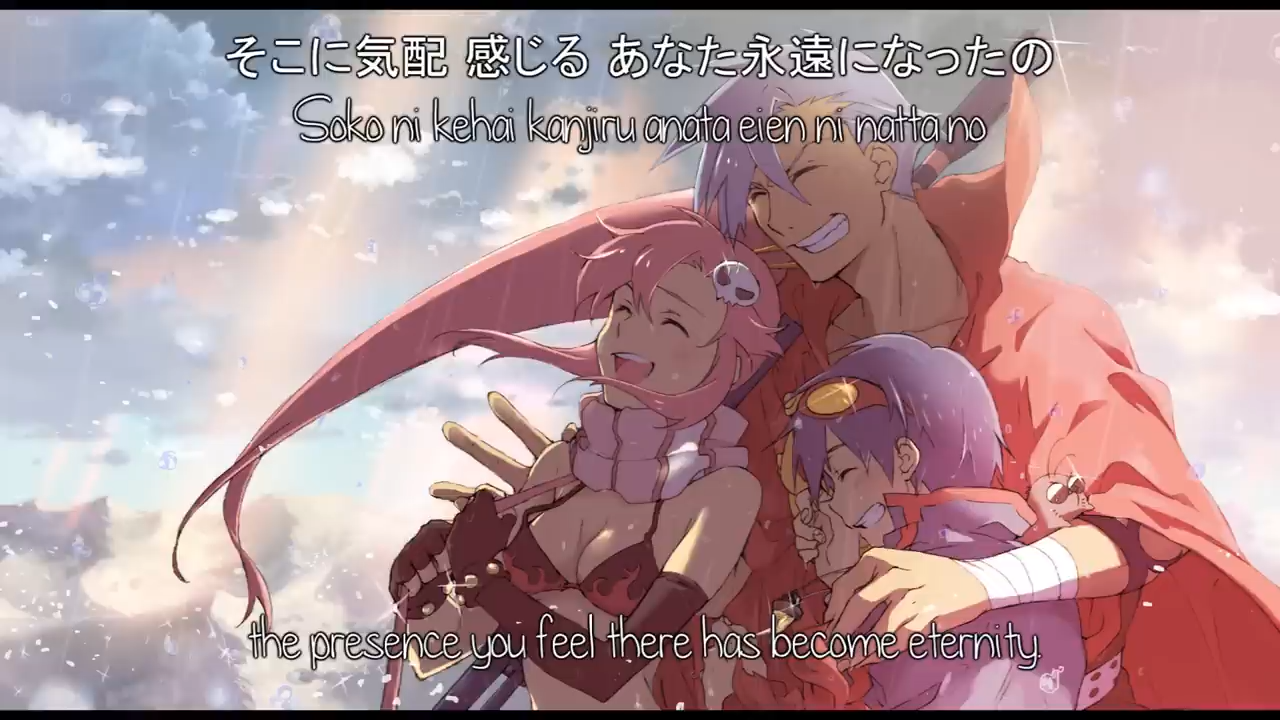 そこに気配 感じる あなた永遠になったの
Soko ni kehai kanjiru anata eien ni natta no
the presence you feel there has become eternity.